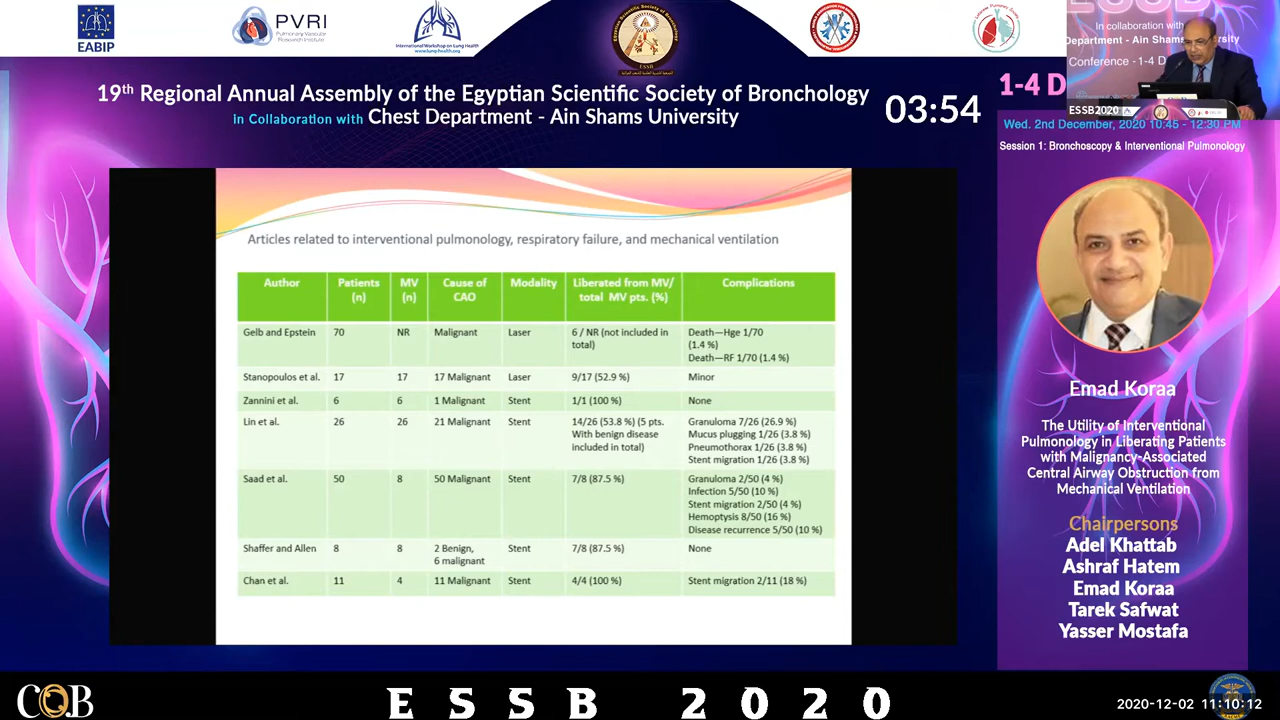 EABIP
PVRI
Pulmonary Vascular
Research Institute
International Workshop on Lung Health
www.lung-health.org
ESSB
19th Regional Annual Assembly of the Egyptian Scientific Society of Bronchology
in Collaboration with Chest Department - Ain Shams University
03:54
1-4 D
In collaboration with
Department - Ain Shams University
Conference - 1-4 D
ESSB2020
Wed. 2nd December, 2020 10:45 - 12:30 PM
Session 1: Bronchoscopy & Interventional Pulmonology
Articles related to interventional pulmonology, respiratory failure, and mechanical ventilation
Author Patients (n) MV (n) Cause of CAO Modality Liberated from MV/ total MV pts. (%) Complications
Gelb and Epstein 70 NR Malignant Laser 6 / NR (not included in total) Death—Hge 1/70 (1.4 %) Death—RF 1/70 (1.4 %)
Stanopoulos et al. 17 17 17 Malignant Laser 9/17 (52.9 %) Minor
Zannini et al. 6 6 1 Malignant Stent 1/1 (100 %) None
Lin et al. 26 26 21 Malignant Stent 14/26 (53.8 %) (5 pts. With benign disease included in total) Granuloma 7/26 (26.9 %) Mucus plugging 1/26 (3.8 %) Pneumothorax 1/26 (3.8 %) Stent migration 1/26 (3.8 %)
Saad et al. 50 8 50 Malignant Stent 7/8 (87.5 %) Granuloma 2/50 (4 %) Infection 5/50 (10 %) Stent migration 2/50 (4 %) Hemoptysis 8/50 (16 %) Disease recurrence 5/50 (10 %)
Shaffer and Allen 8 8 2 Benign, 6 malignant Stent 7/8 (87.5 %) None
Chan et al. 11 4 11 Malignant Stent 4/4 (100 %) Stent migration 2/11 (18 %)
Emad Koraa
The Utility of Interventional
Pulmonology in Liberating Patients
with Malignancy-Associated
Central Airway Obstruction from
Mechanical Ventilation
Chairpersons
Adel Khattab
Ashraf Hatem
Emad Koraa
Tarek Safwat
Yasser Mostafa
COB
ESSB 2020
2020-12-02 11:10:12